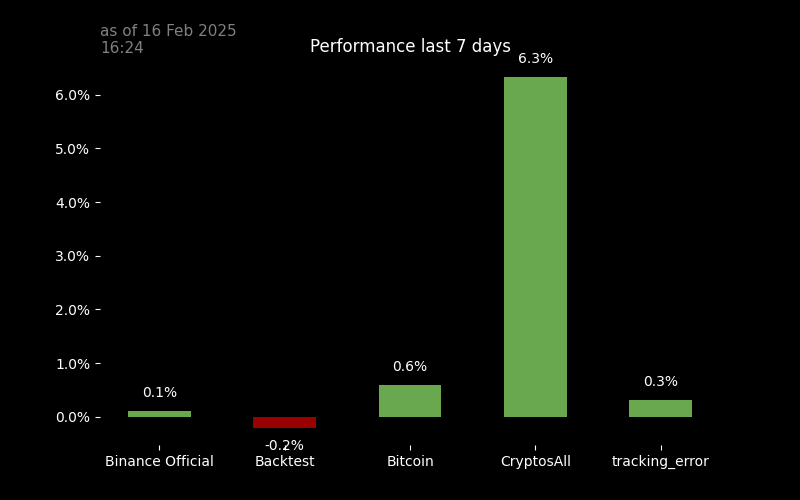 as of 16 Feb 2025
16:24
Performance last 7 days
6.3%
6.0%
5.0%
4.0%
3.0%
2.0%
1.0%
0.0%
0.1%
-0.2%
0.6%
0.3%
Binance Official
Backtest
Bitcoin
CryptosAll
tracking_error